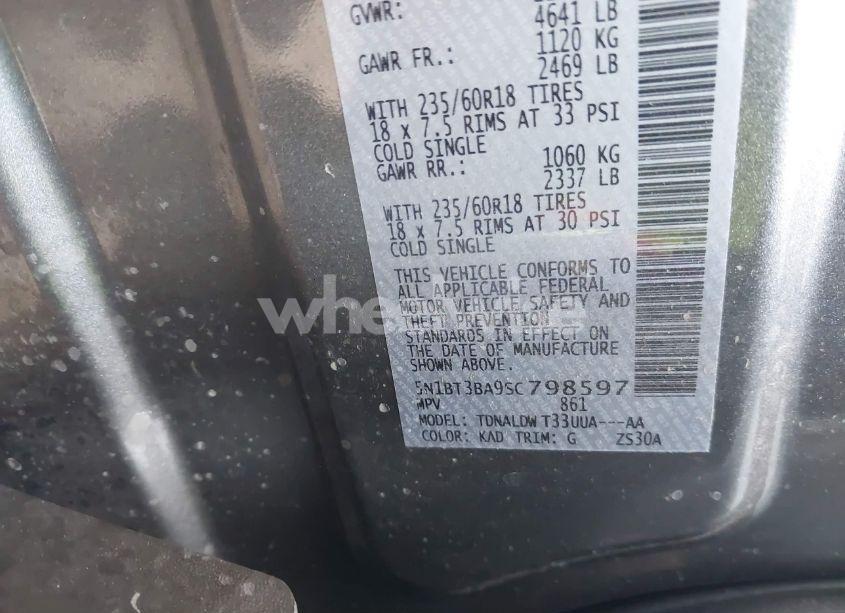 GVWR: 4641 LB
1120 KG
GAWR FR.: 2469 LB
WITH 235/60R18 TIRES
18 x 7.5 RIMS AT 33 PSI
COLD SINGLE
GAWR RR.: 1060 KG
2337 LB
WITH 235/60R18 TIRES
18 x 7.5 RIMS AT 30 PSI
COLD SINGLE
THIS VEHICLE CONFORMS TO
ALL APPLICABLE FEDERAL
MOTOR VEHICLE SAFETY AND
THEFT PREVENTION
STANDARDS IN EFFECT ON
THE DATE OF MANUFACTURE
SHOWN ABOVE.
5N1BT3BA9SC798597
MPV 861
MODEL: TDNALDW T33UUA---AA
COLOR: KAD TRIM: G ZS30A